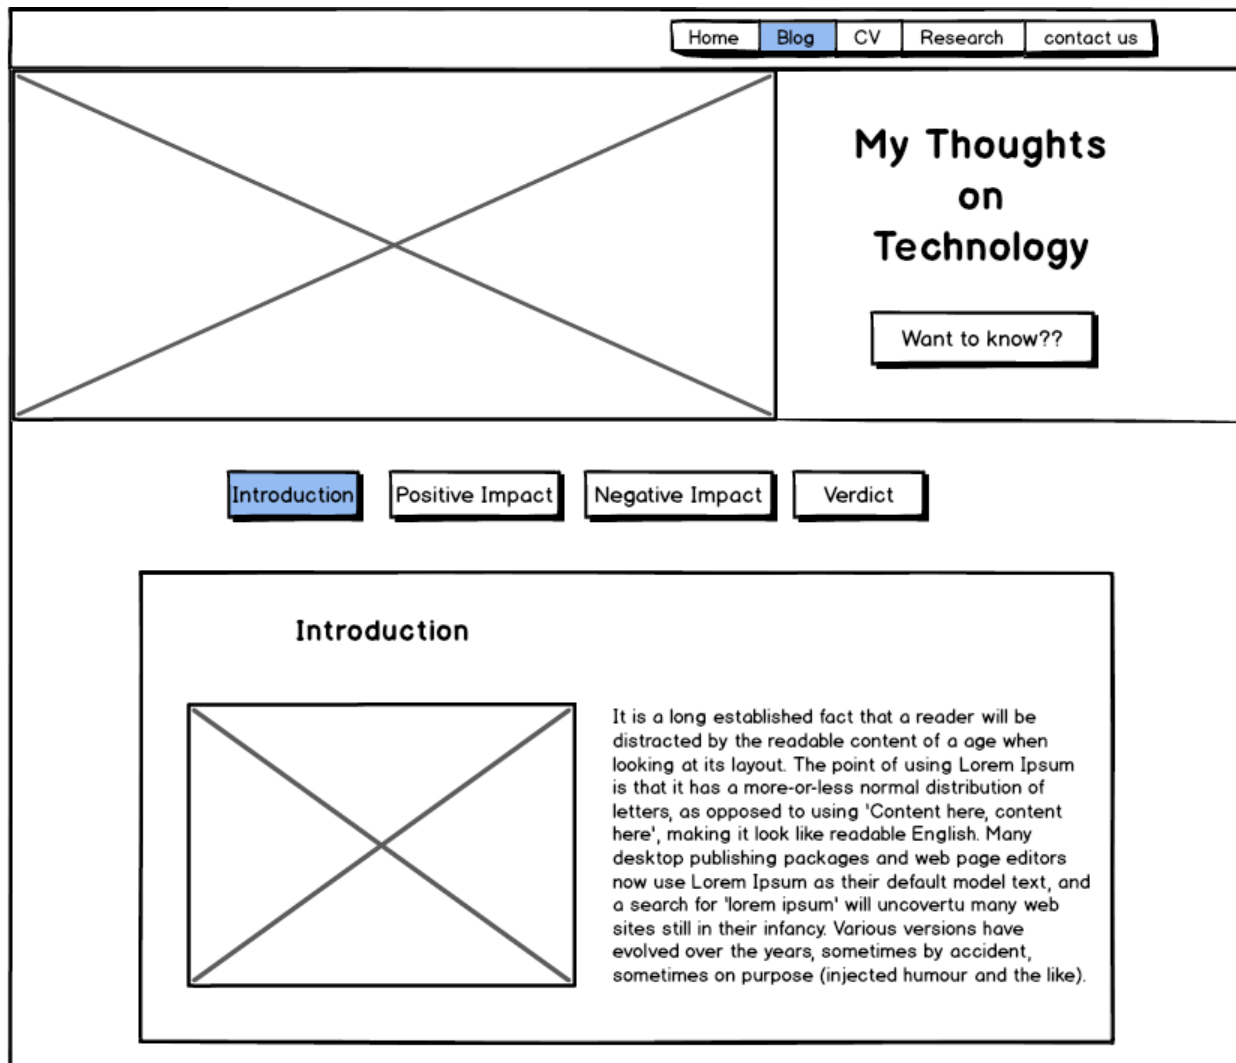 Home Blog CV Research contact us
My Thoughts
on
Technology
Want to know??
Introduction Positive Impact Negative Impact Verdict
Introduction
It is a long established fact that a reader will be
distracted by the readable content of a age when
looking at its layout. The point of using Lorem Ipsum
is that it has a more-or-less normal distribution of
letters, as opposed to using 'Content here, content
here', making it look like readable English. Many
desktop publishing packages and web page editors
now use Lorem Ipsum as their default model text, and
a search for 'lorem ipsum' will uncovertu many web
sites still in their infancy. Various versions have
evolved over the years, sometimes by accident,
sometimes on purpose (injected humour and the like).